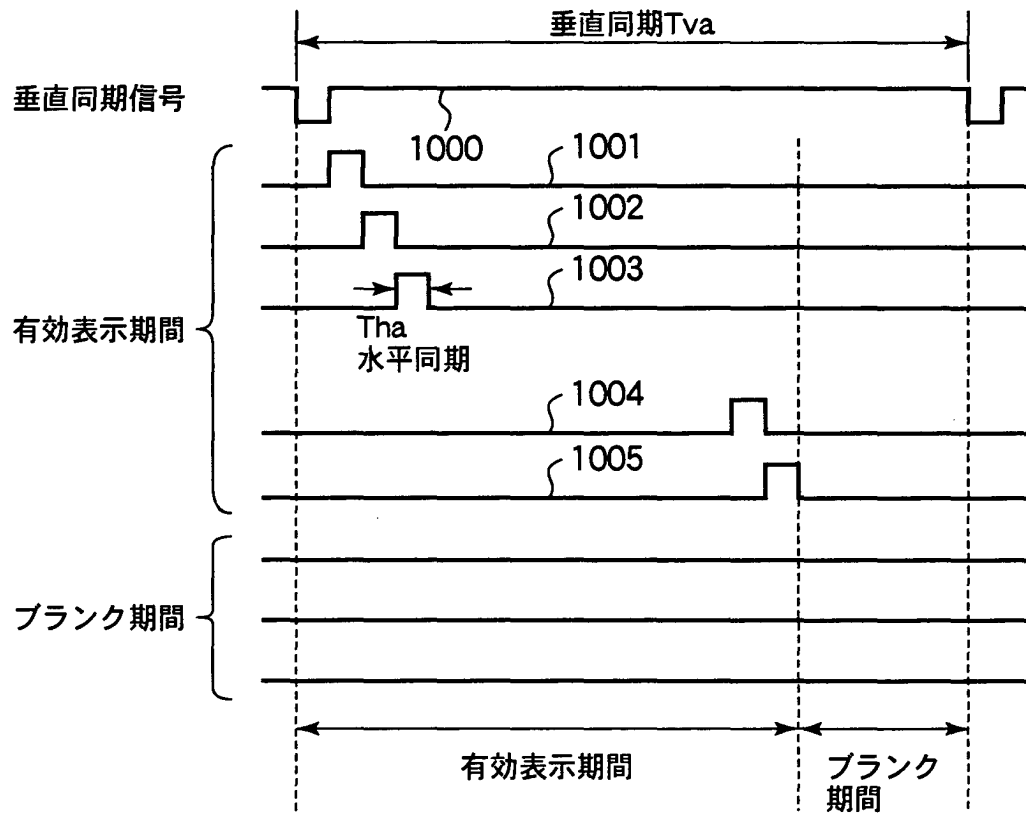 垂直同期Tva
垂直同期信号
1000
1001
1002
1003
有効表示期間
Tha
水平同期
1004
1005
ブランク期間
有効表示期間
ブランク
期間